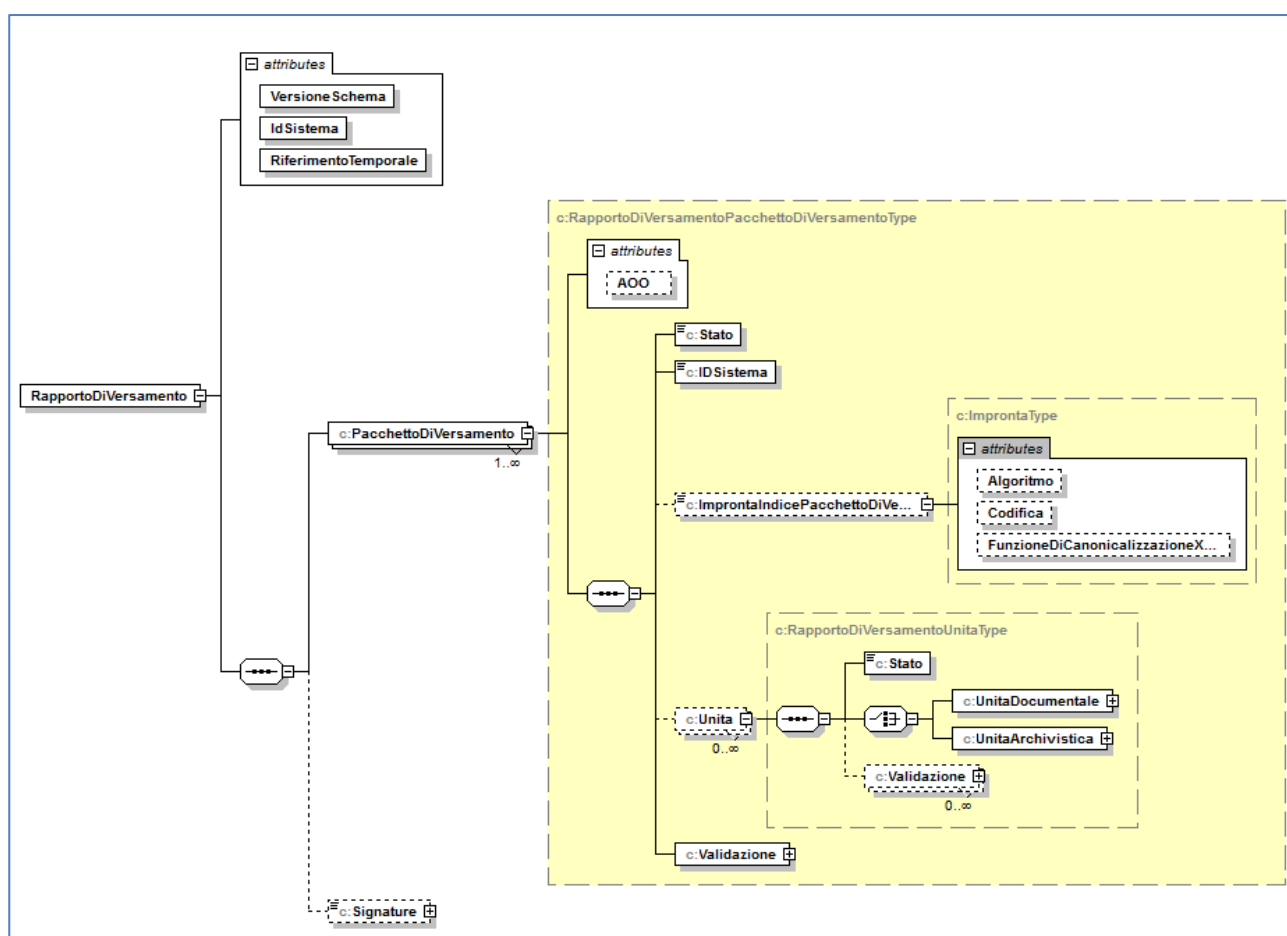 attributes
VersioneSchema
IdSistema
RiferimentoTemporale
c:RapportoDiVersamentoPacchettoDiVersamentoType
attributes
AOO
c:Stato
c:IDSistema
RapportoDiVersamento
c:ImprontaType
c:PacchettoDiVersamento
1..∞
attributes
Algoritmo
c:ImprontaIndicePacchettoDiVe...
Codifica
FunzioneDiCanonicalizzazioneX...
c:RapportoDiVersamentoUnitaType
c:Stato
c:UnitaDocumentale
c:Unita
0..∞
c:UnitaArchivistica
c:Validazione
0..∞
c:Validazione
c:Signature